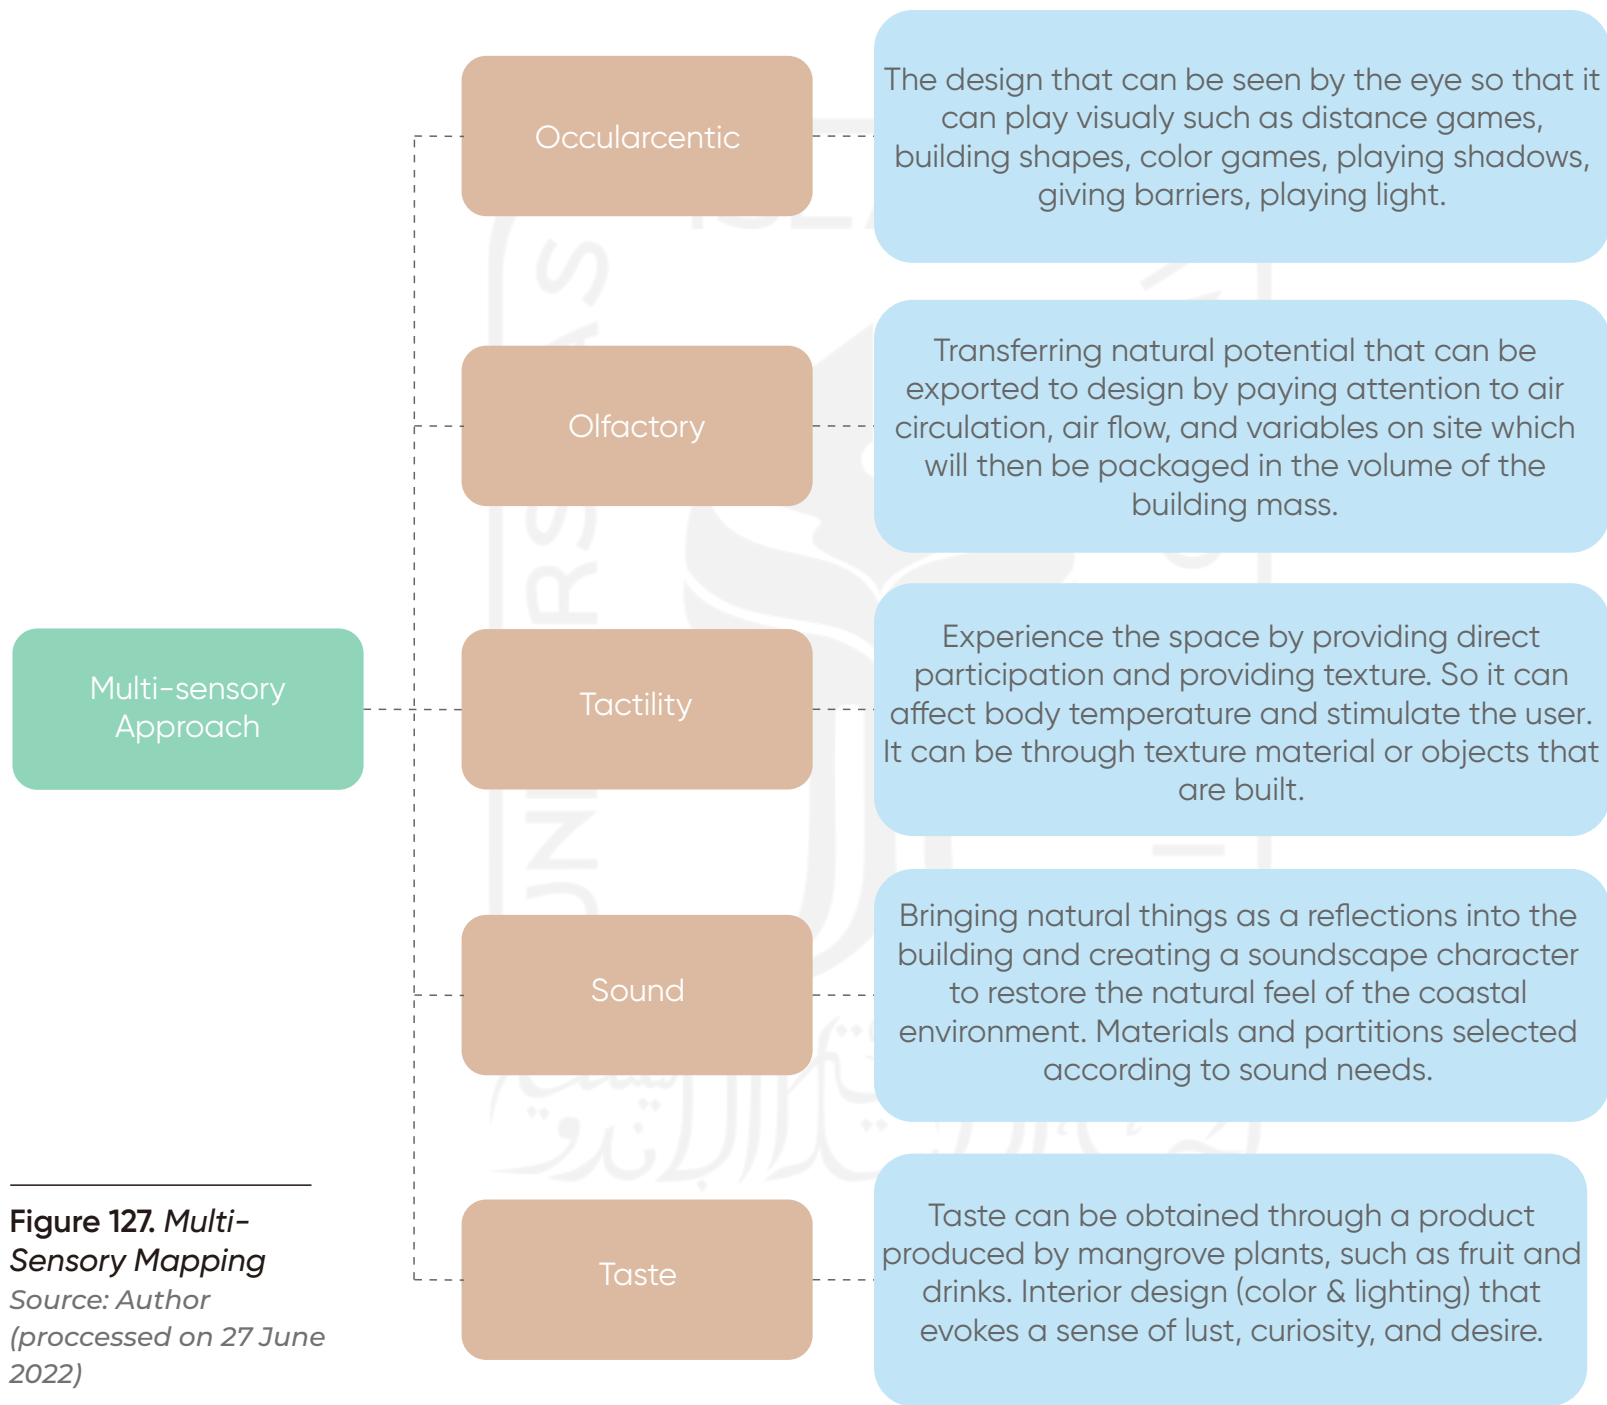 Occularcentic
The design that can be seen by the eye so that it
can play visualy such as distance games,
building shapes, color games, playing shadows,
giving barriers, playing light.
Olfactory
Transferring natural potential that can be
exported to design by paying attention to air
circulation, air flow, and variables on site which
will then be packaged in the volume of the
building mass.
Multi-sensory
Approach
Tactility
Experience the space by providing direct
participation and providing texture. So it can
affect body temperature and stimulate the user.
It can be through texture material or objects that
are built.
Sound
Bringing natural things as a reflections into the
building and creating a soundscape character
to restore the natural feel of the coastal
environment. Materials and partitions selected
according to sound needs.
Taste
Taste can be obtained through a product
produced by mangrove plants, such as fruit and
drinks. Interior design (color & lighting) that
evokes a sense of lust, curiosity, and desire.
Figure 127. Multi-
Sensory Mapping
Source: Author
(proccessed on 27 June
2022)